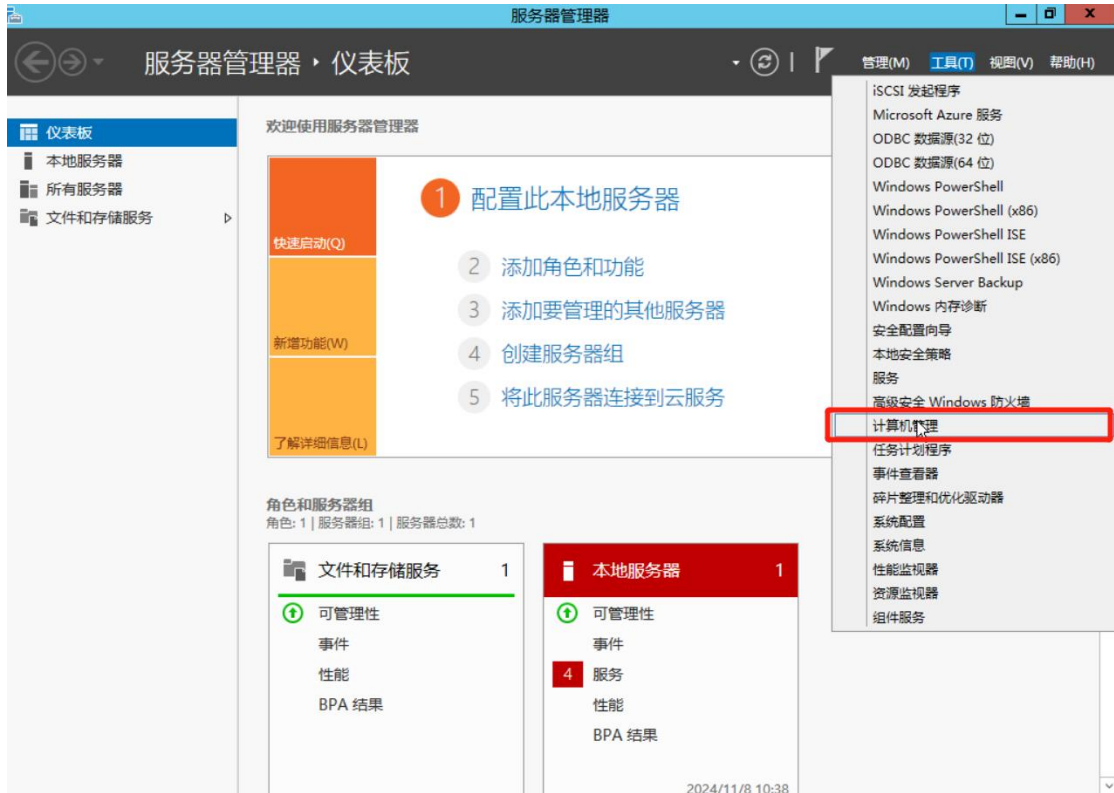 服务器管理器
服务器管理器 ‣ 仪表板
管理(M) 工具(T) 视图(V) 帮助(H)
仪表板
本地服务器
所有服务器
文件和存储服务
欢迎使用服务器管理器
快速启动(Q)
新增功能(W)
了解详细信息(L)
1 配置此本地服务器
2 添加角色和功能
3 添加要管理的其他服务器
4 创建服务器组
5 将此服务器连接到云服务
角色和服务器组
角色: 1 | 服务器组: 1 | 服务器总数: 1
文件和存储服务 1
可管理性
事件
性能
BPA 结果
本地服务器 1
可管理性
事件
4 服务
性能
BPA 结果
2024/11/8 10:38
iSCSI 发起程序
Microsoft Azure 服务
ODBC 数据源(32 位)
ODBC 数据源(64 位)
Windows PowerShell
Windows PowerShell (x86)
Windows PowerShell ISE
Windows PowerShell ISE (x86)
Windows Server Backup
Windows 内存诊断
安全配置向导
本地安全策略
服务
高级安全 Windows 防火墙
计算机管理
任务计划程序
事件查看器
碎片整理和优化驱动器
系统配置
系统信息
性能监视器
资源监视器
组件服务